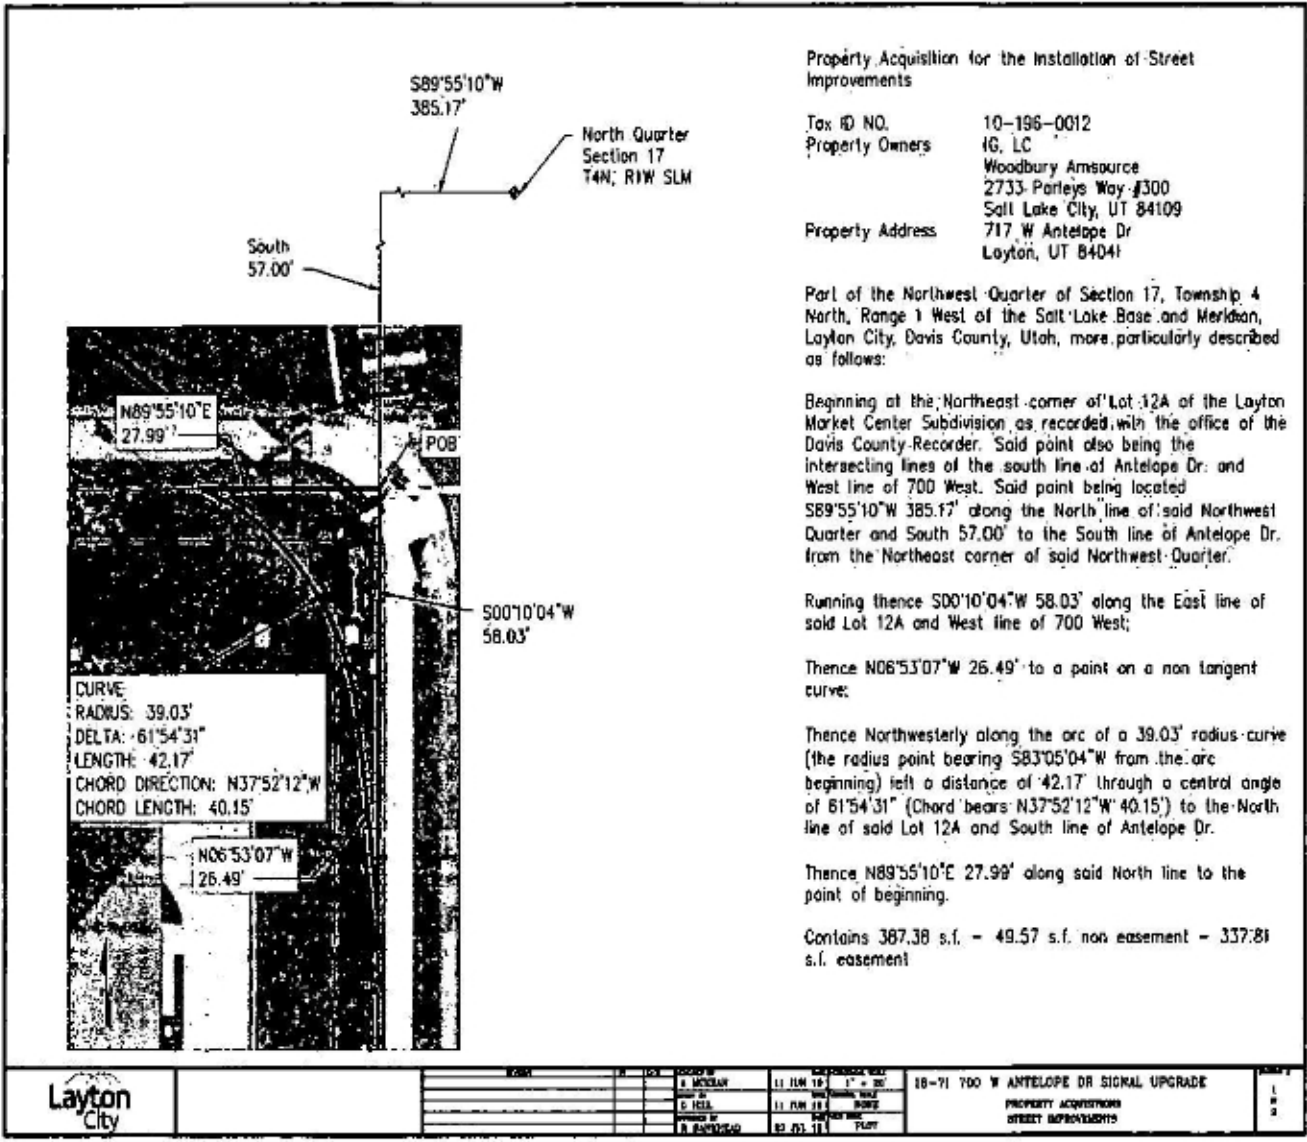 S89°55'10"W
385.17'
North Quarter
Section 17
T4N, R1W SLM
South
57.00'
N89°55'10"E
27.99'
POB
S00°10'04"W
58.03'
CURVE
RADIUS: 39.03'
DELTA: 61°54'31"
LENGTH: 42.17'
CHORD DIRECTION: N37°52'12"W
CHORD LENGTH: 40.15'
N06°53'07"W
26.49'
Property Acquisition for the Installation of Street
Improvements
Tax ID NO. 10-196-0012
Property Owners IG, LC
Woodbury Amsource
2733 Parleys Way #300
Salt Lake City, UT 84109
Property Address 717 W Antelope Dr
Layton, UT 84041
Part of the Northwest Quarter of Section 17, Township 4
North, Range 1 West of the Salt Lake Base and Meridian,
Layton City, Davis County, Utah, more particularly described
as follows:
Beginning at the Northeast corner of Lot 12A of the Layton
Market Center Subdivision as recorded with the office of the
Davis County Recorder. Said point also being the
intersecting lines of the south line of Antelope Dr. and
West line of 700 West. Said point being located
S89°55'10"W 385.17' along the North line of said Northwest
Quarter and South 57.00' to the South line of Antelope Dr.
from the Northeast corner of said Northwest Quarter.
Running thence S00°10'04"W 58.03' along the East line of
said Lot 12A and West line of 700 West;
Thence N06°53'07"W 26.49' to a point on a non tangent
curve;
Thence Northwesterly along the arc of a 39.03' radius curve
(the radius point bearing S83°05'04"W from the arc
beginning) left a distance of 42.17' through a central angle
of 61°54'31" (Chord bears N37°52'12"W 40.15') to the North
line of said Lot 12A and South line of Antelope Dr.
Thence N89°55'10"E 27.99' along said North line to the
point of beginning.
Contains 387.38 s.f. - 49.57 s.f. non easement - 337.81
s.f. easement
Layton
City
11 JUN 18
1" = 20'
C HILL
11 JUN 18
NONE
PLOT
18-71 700 W ANTELOPE DR SIGNAL UPGRADE
PROPERTY ACQUISITIONS
STREET IMPROVEMENTS